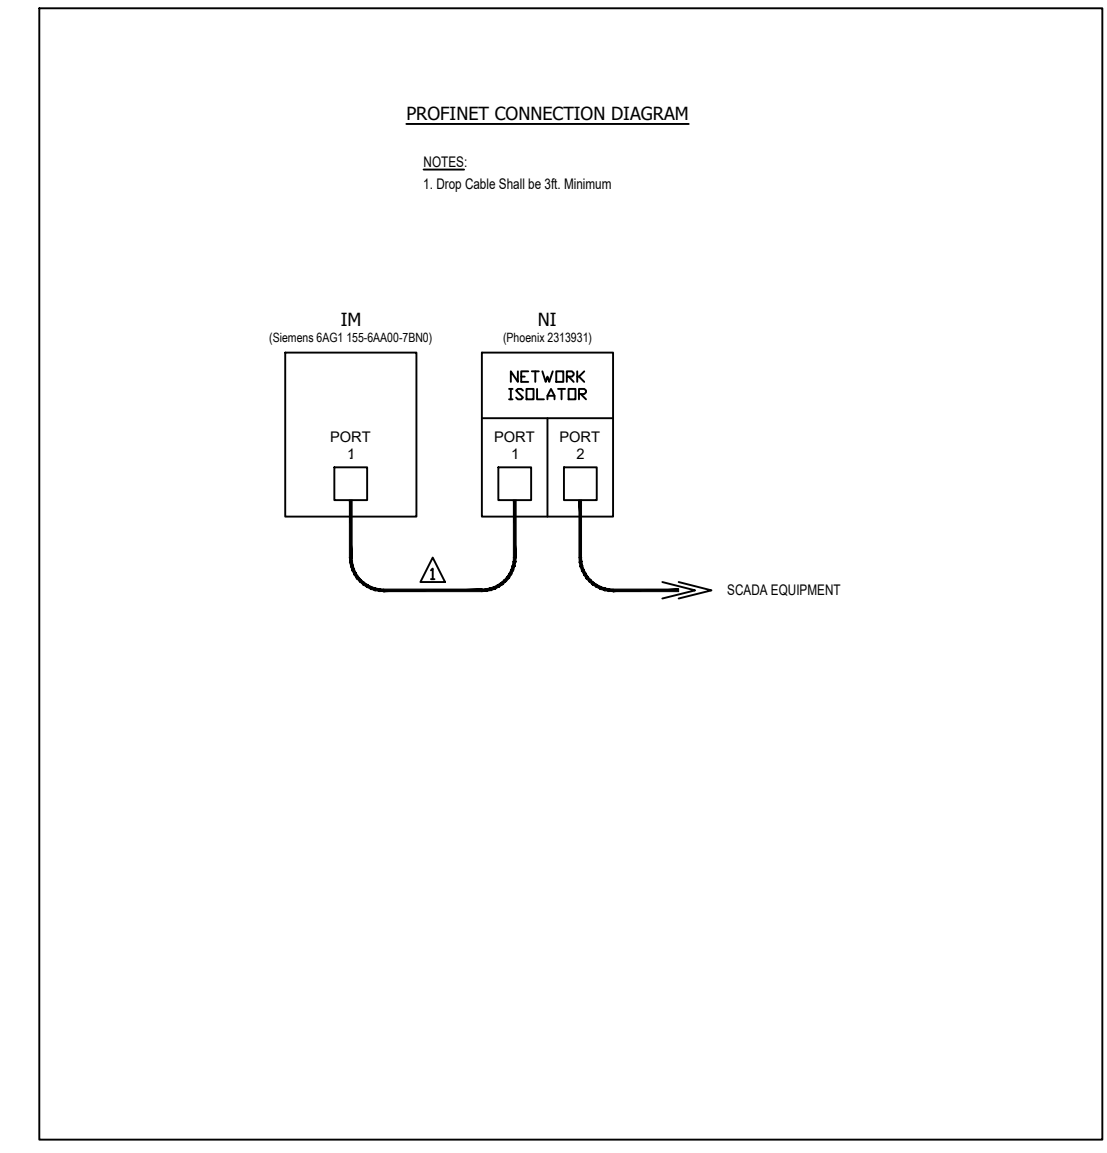 PROFINET CONNECTION DIAGRAM
NOTES:
1. Drop Cable Shall be 3ft. Minimum
IM
(Siemens 6AG1 155-6AA00-7BN0)
NI
(Phoenix 2313931)
NETWORK
ISOLATOR
PORT
1
PORT
1
PORT
2
1
SCADA EQUIPMENT